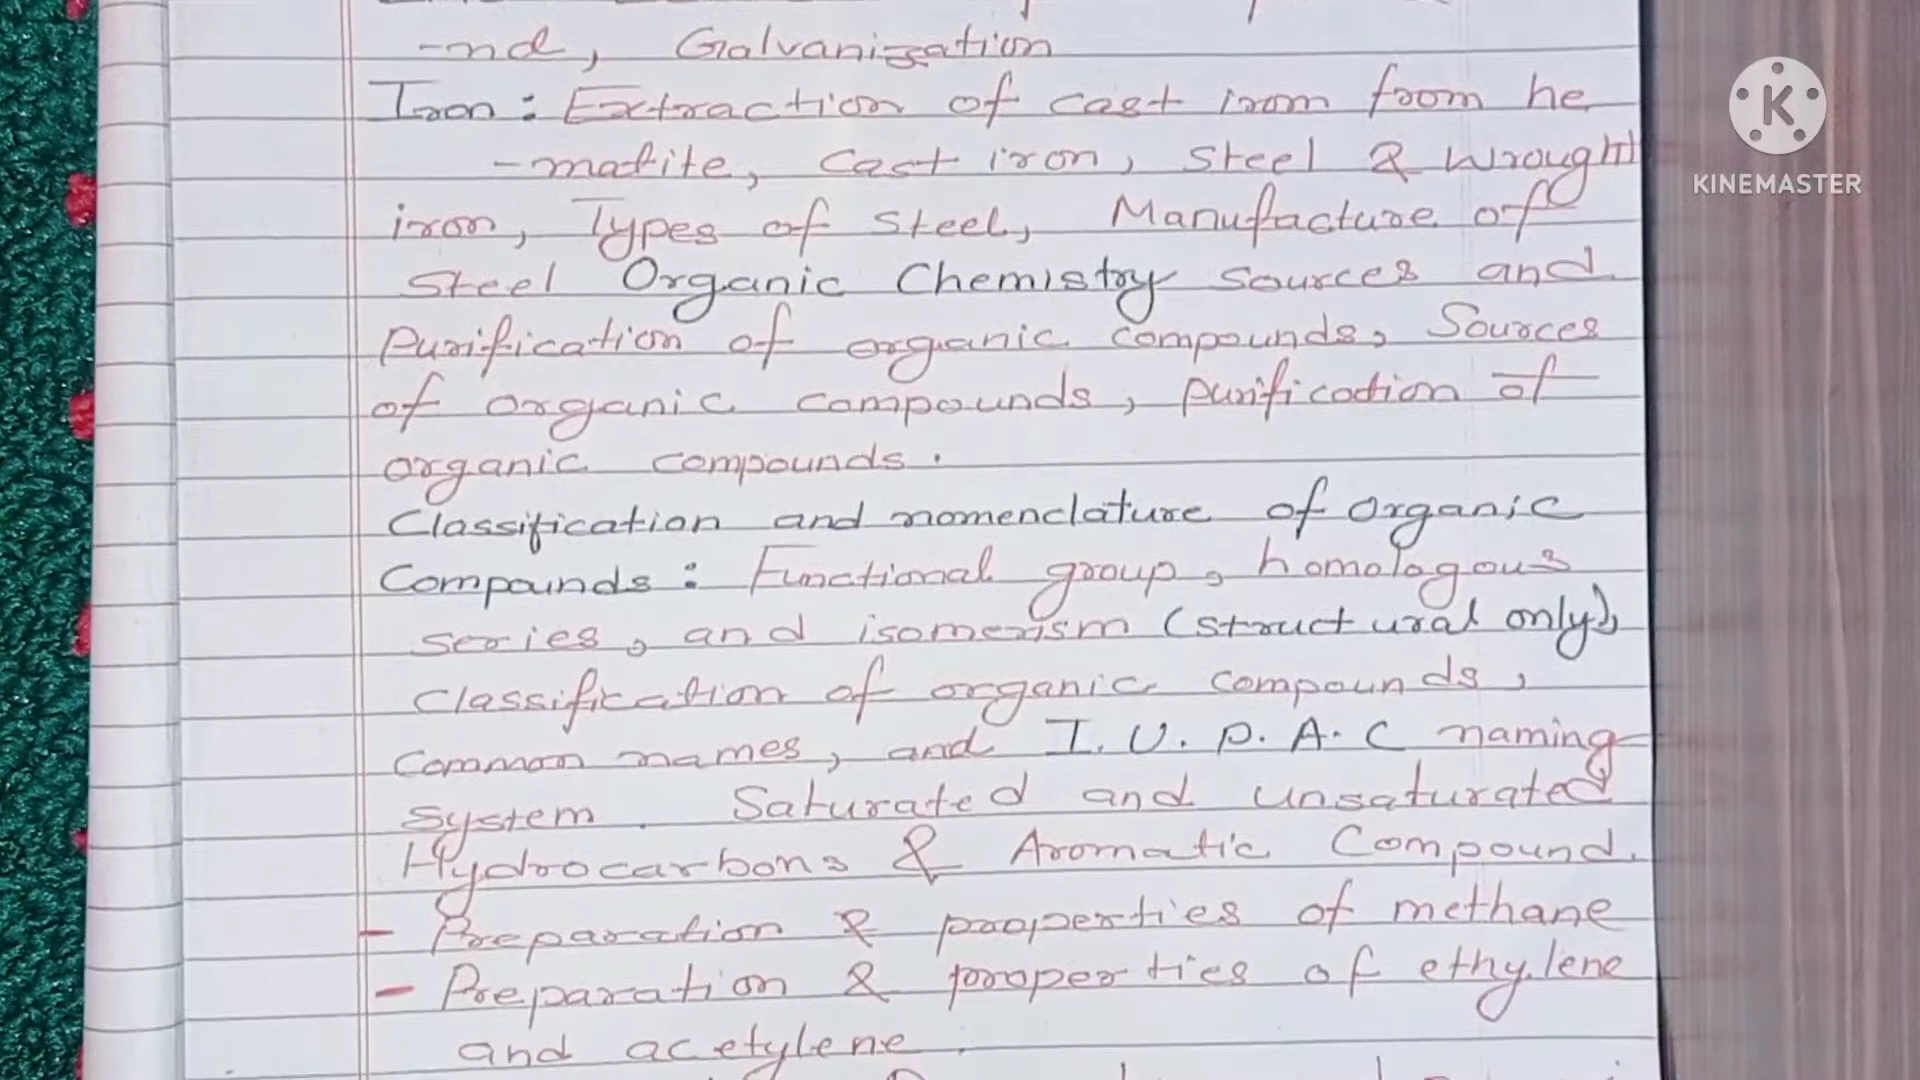 -nd, Galvanization
Iron: Extraction of cast iron from he
-matite, Cast iron, Steel & Wrought
iron, Types of Steel, Manufacture of
Steel Organic Chemistry Sources and
Purification of organic compounds, Sources
of organic compounds, purification of
organic compounds.
Classification and nomenclature of organic
Compounds: Functional group, homologous
series, and isomerism (structural only),
Classification of organic compounds,
Common names, and I.U.P.A.C naming
System. Saturated and unsaturated
Hydrocarbons & Aromatic Compound.
- Preparation & properties of methane
- Preparation & properties of ethylene
and acetylene.
K
KINEMASTER